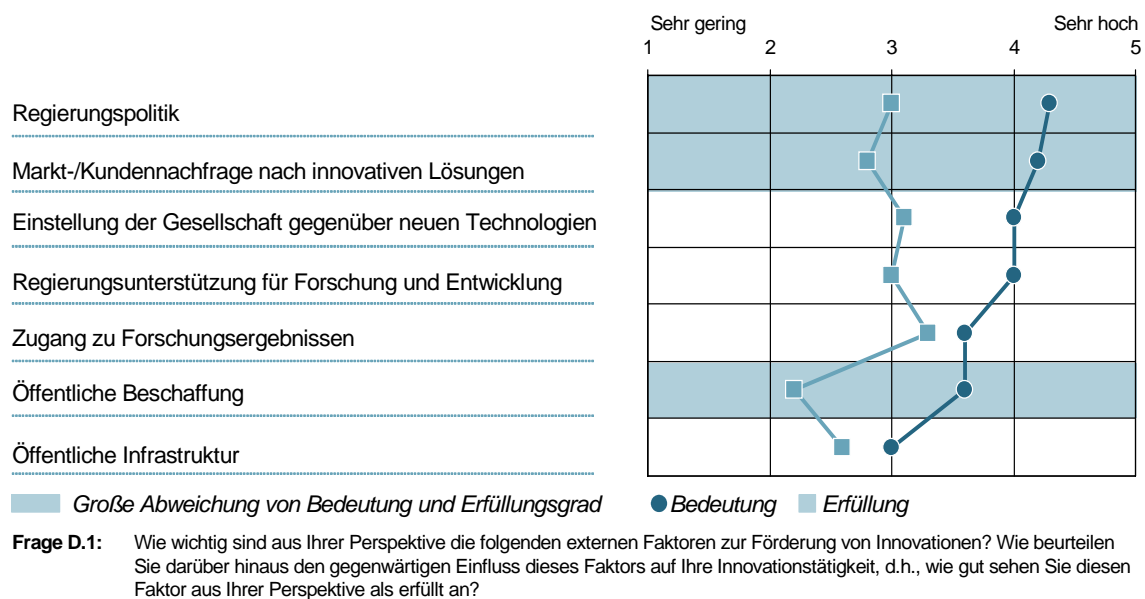 Sehr gering Sehr hoch
1 2 3 4 5
Regierungspolitik
Markt-/Kundennachfrage nach innovativen Lösungen
Einstellung der Gesellschaft gegenüber neuen Technologien
Regierungsunterstützung für Forschung und Entwicklung
Zugang zu Forschungsergebnissen
Öffentliche Beschaffung
Öffentliche Infrastruktur
Große Abweichung von Bedeutung und Erfüllungsgrad Bedeutung Erfüllung
Frage D.1: Wie wichtig sind aus Ihrer Perspektive die folgenden externen Faktoren zur Förderung von Innovationen? Wie beurteilen
Sie darüber hinaus den gegenwärtigen Einfluss dieses Faktors auf Ihre Innovationstätigkeit, d.h., wie gut sehen Sie diesen
Faktor aus Ihrer Perspektive als erfüllt an?